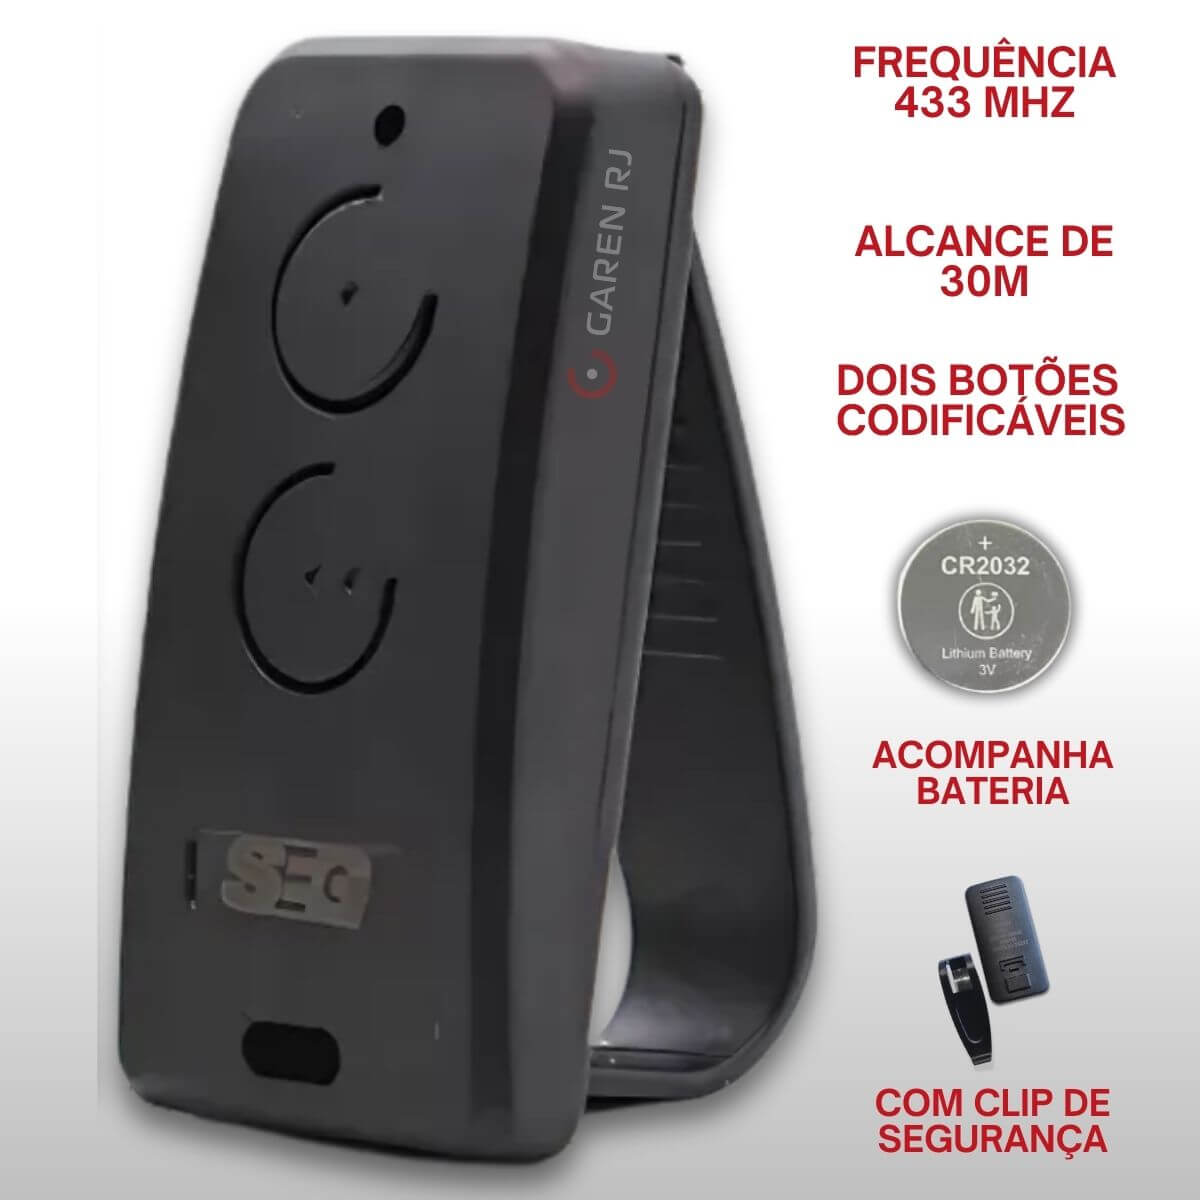 FREQUÊNCIA
433 MHZ
ALCANCE DE
30M
DOIS BOTÕES
CODIFICÁVEIS
GAREN RJ
SEG
+
CR2032
Lithium Battery
3V
ACOMPANHA
BATERIA
COM CLIP DE
SEGURANÇA